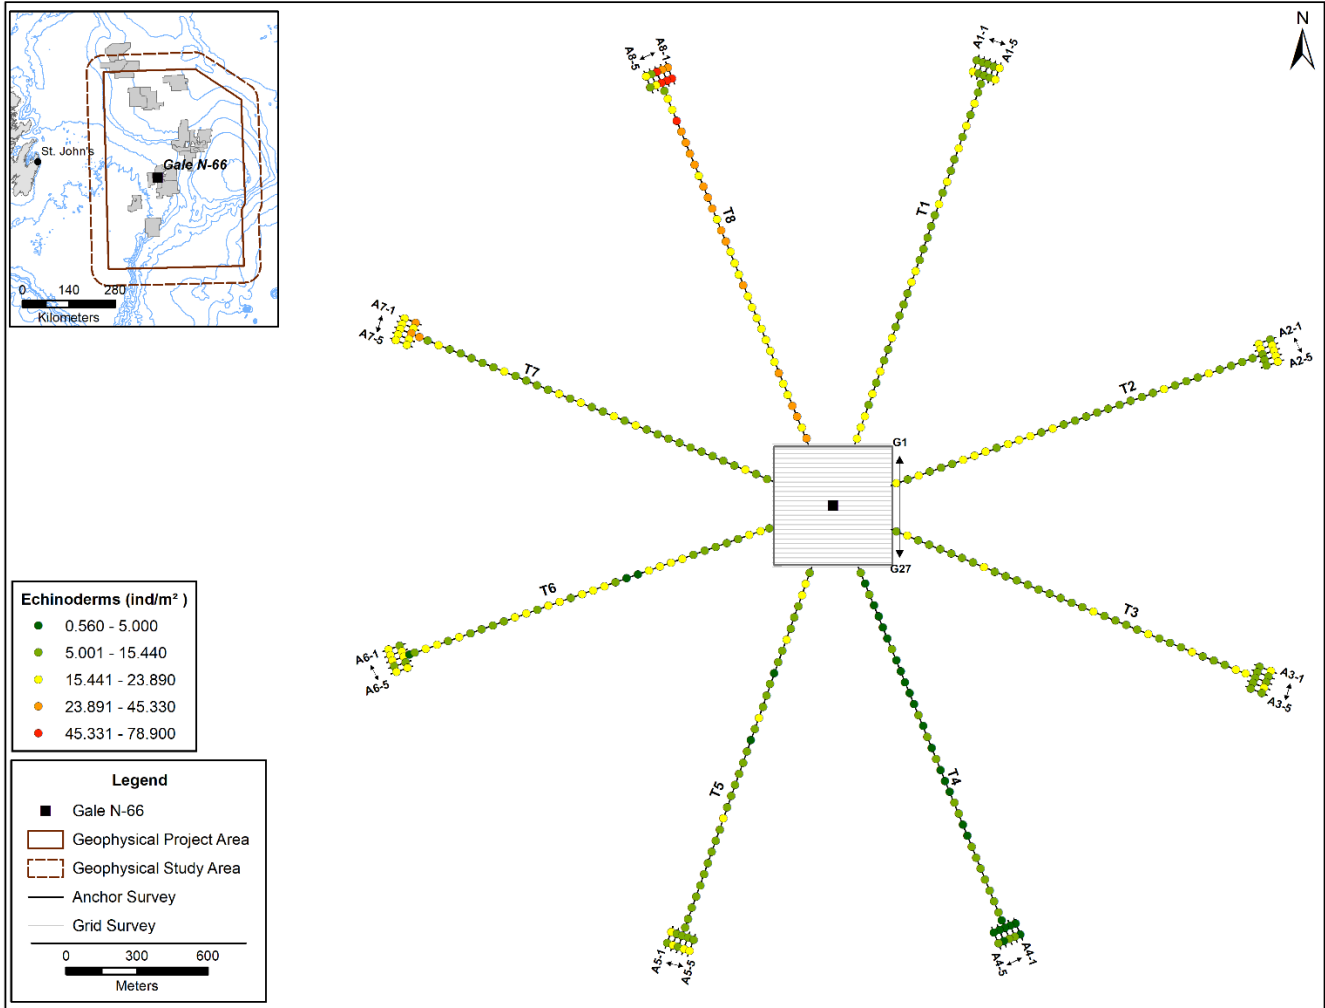 N
A8-1
A8-5
A1-1
A1-5
St. John's
Gale N-66
0 140 280
Kilometers
T8
T1
A7-1
A7-5
A2-1
A2-5
T7
T2
G1
G27
T6
T3
A6-1
A6-5
A3-1
A3-5
T5
T4
A5-1
A5-5
A4-1
A4-5
Echinoderms (ind/m² )
0.560 - 5.000
5.001 - 15.440
15.441 - 23.890
23.891 - 45.330
45.331 - 78.900
Legend
Gale N-66
Geophysical Project Area
Geophysical Study Area
Anchor Survey
Grid Survey
0 300 600
Meters